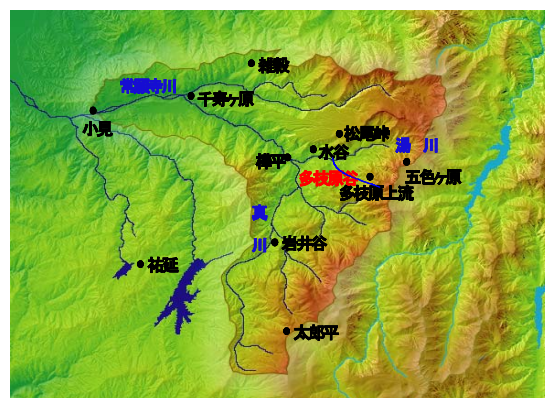 雑穀
常願寺川
千寿ヶ原
小見
松尾峠
湯川
水谷
樺平
五色ヶ原
多枝原谷
多枝原上流
真川
岩井谷
祐延
太郎平